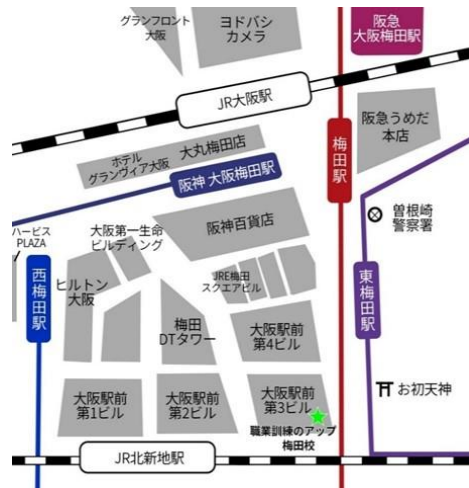 グランフロント
大阪
ヨドバシ
カメラ
阪急
大阪梅田駅
JR大阪駅
阪急うめだ
本店
梅田駅
大丸梅田店
ホテル
グランヴィア大阪
阪神 大阪梅田駅
曽根崎
警察署
阪神百貨店
大阪第一生命
ビルディング
ハービス
PLAZA
西梅田駅
ヒルトン
大阪
JRE梅田
スクエアビル
東梅田駅
梅田
DTタワー
大阪駅前
第4ビル
お初天神
大阪駅前
第1ビル
大阪駅前
第2ビル
大阪駅前
第3ビル
職業訓練のアップ
梅田校
JR北新地駅